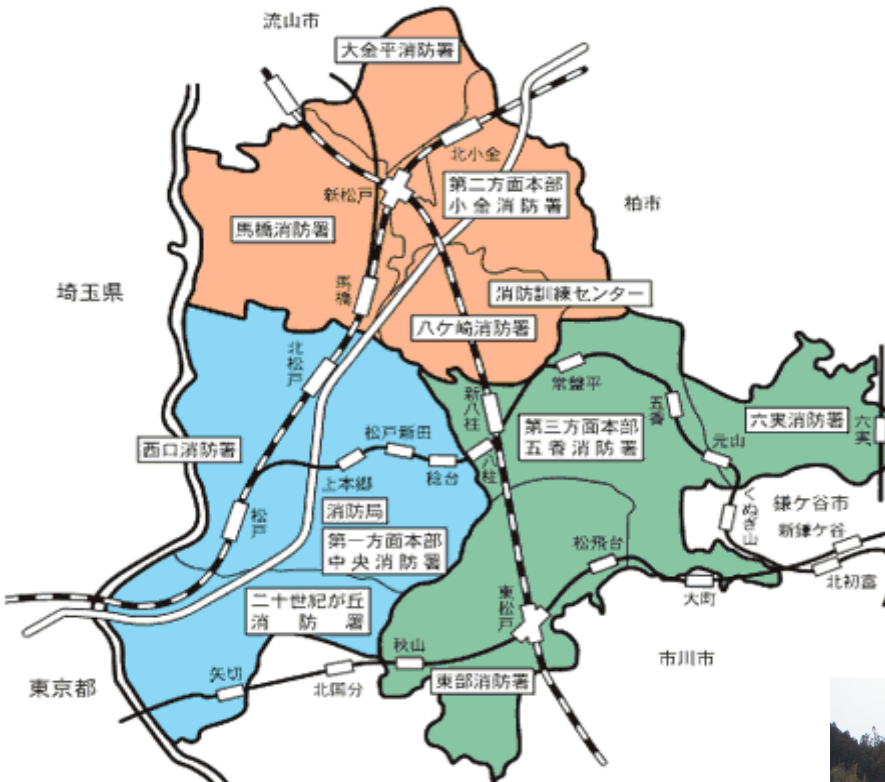 流山市
大金平消防署
北小金
新松戸
第二方面本部
小金消防署
柏市
馬橋消防署
埼玉県
馬橋
消防訓練センター
八ケ崎消防署
北松戸
常盤平
新八柱
五香
六実消防署
六実
第三方面本部
五香消防署
松戸新田
西口消防署
上本郷
稔台
八柱
元山
くぬぎ山
鎌ケ谷市
新鎌ケ谷
松戸
消防局
第一方面本部
中央消防署
松飛台
大町
北初富
二十世紀が丘
消防署
東松戸
秋山
市川市
矢切
北国分
東部消防署
東京都